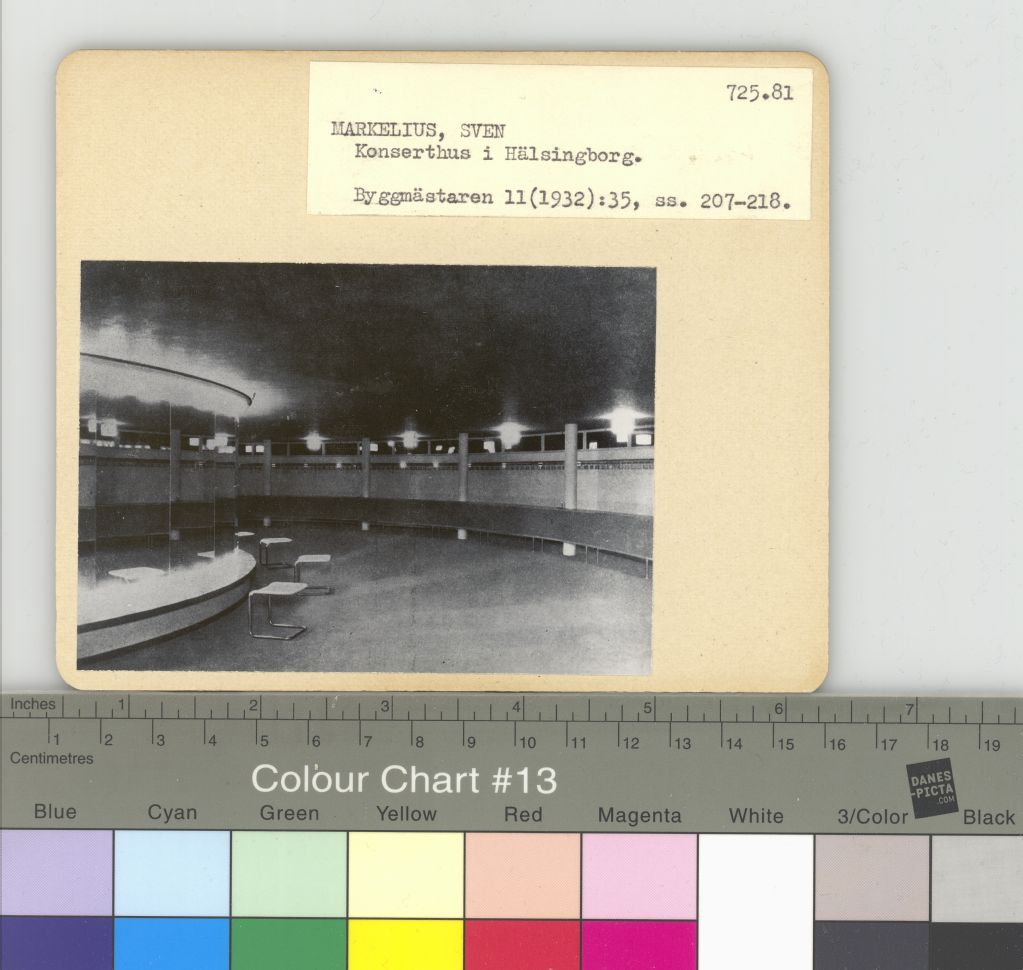 725.81
MARKELIUS, SVEN
Konserthus i Hälsingborg.
Byggmästaren 11(1932):35, ss. 207-218.
Inches 1 2 3 4 5 6 7
1 2 3 4 5 6 7 8 9 10 11 12 13 14 15 16 17 18 19
Centimetres
Colour Chart #13
DANES
-PICTA
.COM
Blue Cyan Green Yellow Red Magenta White 3/Color Black